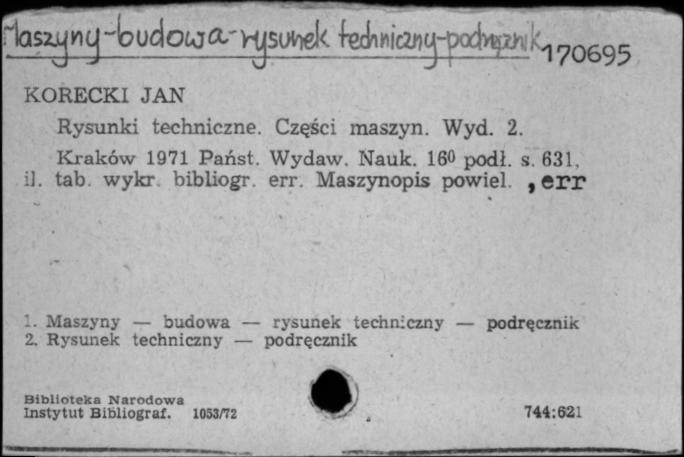 Maszyny-budowa-rysunek techniczny-podręcznik
170695
KORECKI JAN
Rysunki techniczne. Części maszyn. Wyd. 2.
Kraków 1971 Państ. Wydaw. Nauk. 16⁰ podł. s. 631,
il. tab. wykr. bibliogr. err. Maszynopis powiel. ,err
1. Maszyny — budowa — rysunek techniczny — podręcznik
2. Rysunek techniczny — podręcznik
Biblioteka Narodowa
Instytut Bibliograf. 1053/72 744:621